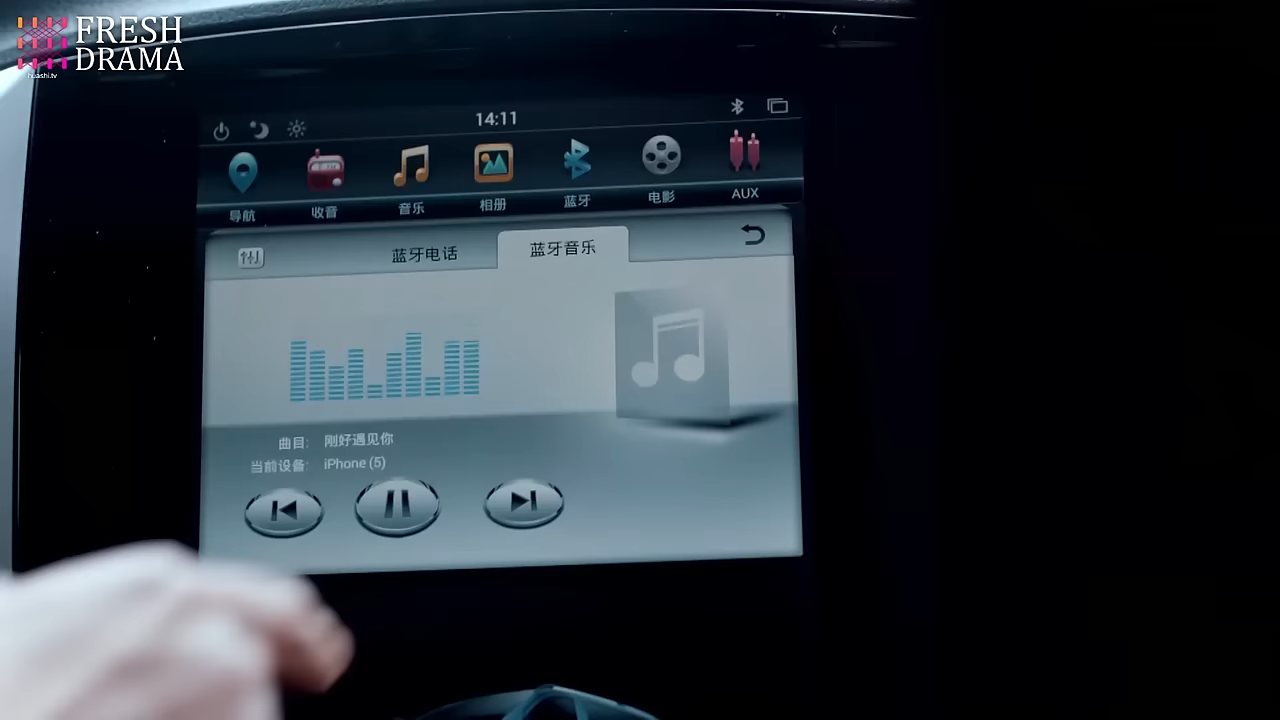 FRESH
DRAMA
huashi.tv
14:11
导航 收音 音乐 相册 蓝牙 电影 AUX
蓝牙电话 蓝牙音乐
曲目: 刚好遇见你
当前设备: iPhone (5)